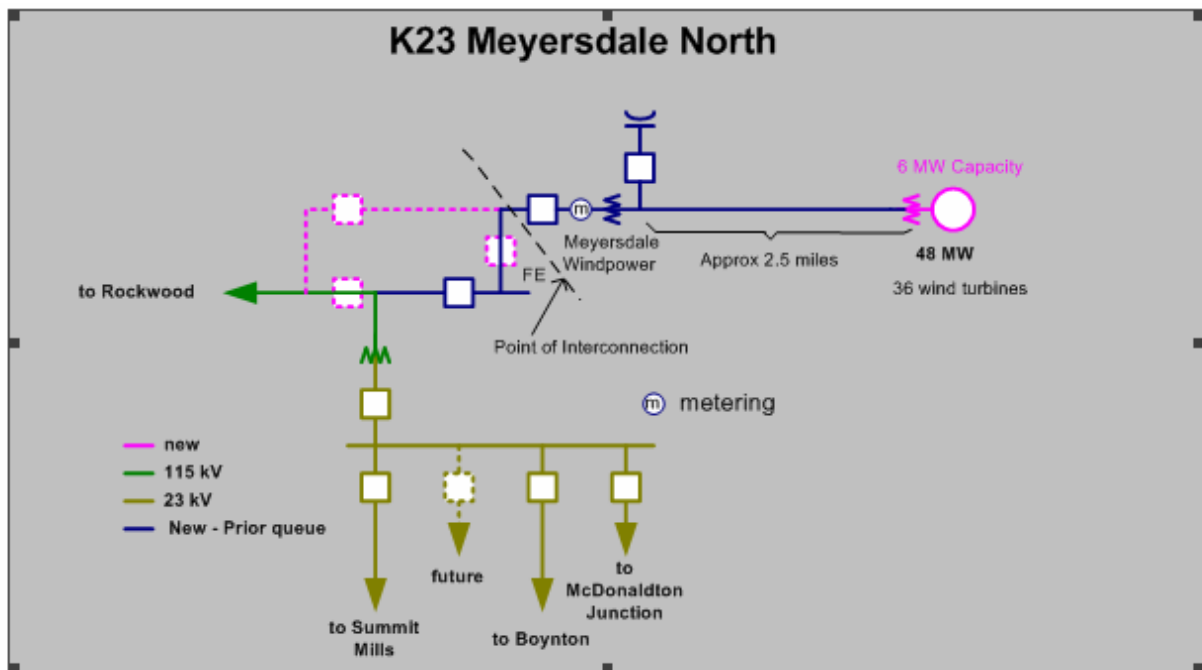 K23 Meyersdale North
6 MW Capacity
m
Meyersdale
Windpower
Approx 2.5 miles
48 MW
36 wind turbines
FE
to Rockwood
Point of Interconnection
m metering
new
115 kV
23 kV
New - Prior queue
future
to
McDonaldton
Junction
to Summit
Mills
to Boynton